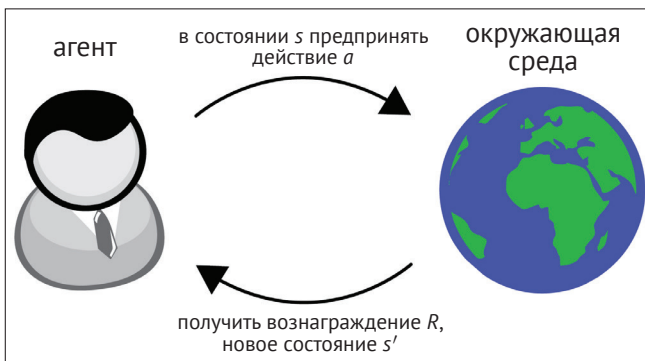 агент
в состоянии s предпринять
действие a
окружающая
среда
получить вознаграждение R,
новое состояние s′